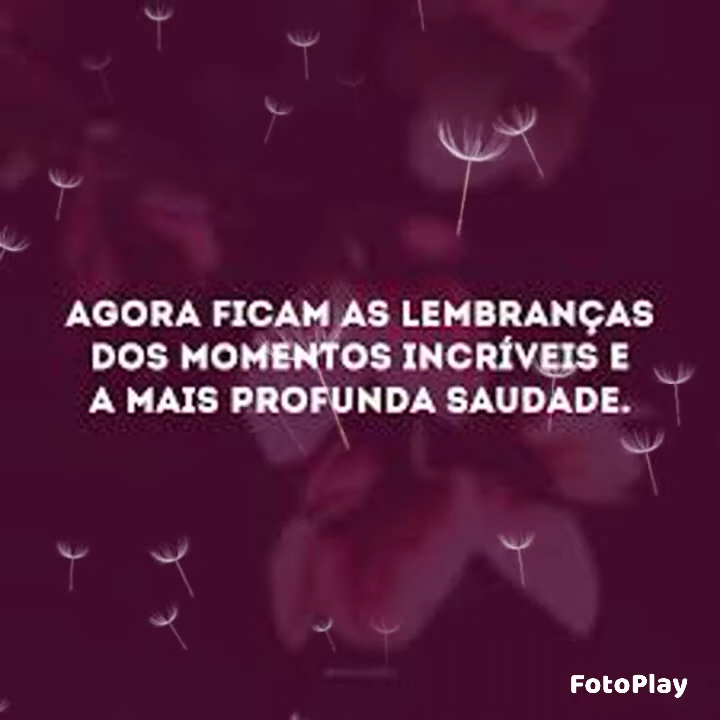 AGORA FICAM AS LEMBRANÇAS
DOS MOMENTOS INCRÍVEIS E
A MAIS PROFUNDA SAUDADE.
FotoPlay